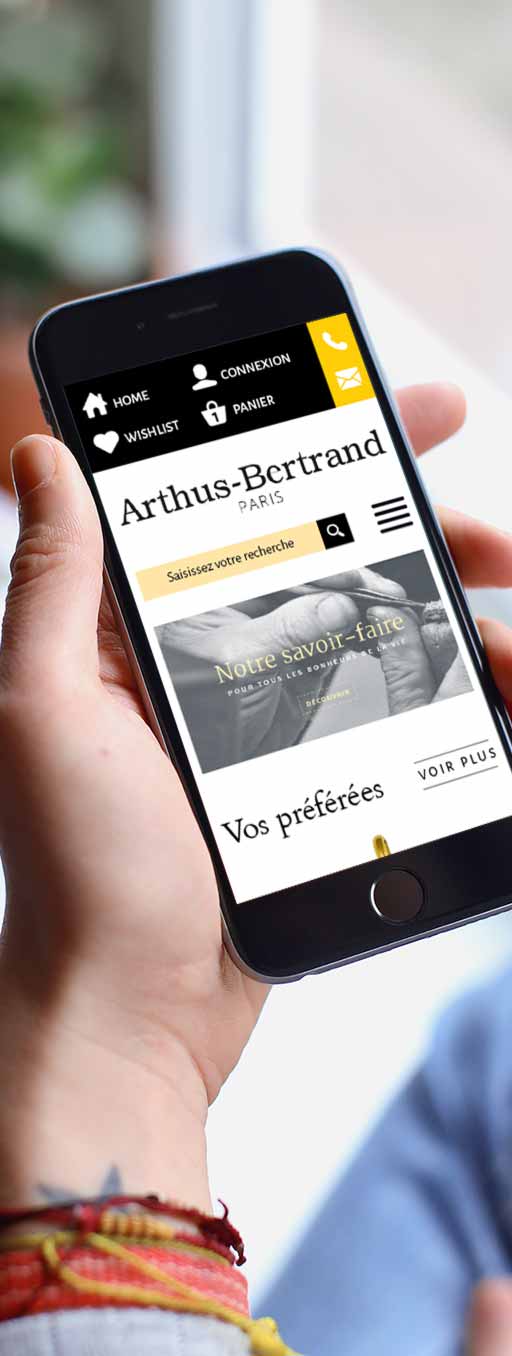 HOME
CONNEXION
WISHLIST
1
PANIER
Arthus-Bertrand
PARIS
Saisissez votre recherche
Notre savoir-faire
POUR TOUS LES BONHEURS DE LA VIE
DÉCOUVRIR
VOIR PLUS
Vos préférées